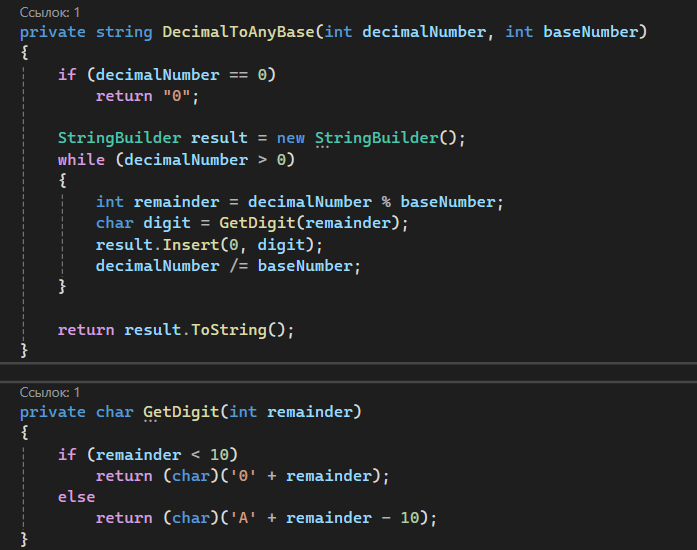 Ссылок: 1
private string DecimalToAnyBase(int decimalNumber, int baseNumber)
{
if (decimalNumber == 0)
return "0";
StringBuilder result = new StringBuilder();
while (decimalNumber > 0)
{
int remainder = decimalNumber % baseNumber;
char digit = GetDigit(remainder);
result.Insert(0, digit);
decimalNumber /= baseNumber;
}
return result.ToString();
}
Ссылок: 1
private char GetDigit(int remainder)
{
if (remainder < 10)
return (char)('0' + remainder);
else
return (char)('A' + remainder - 10);
}